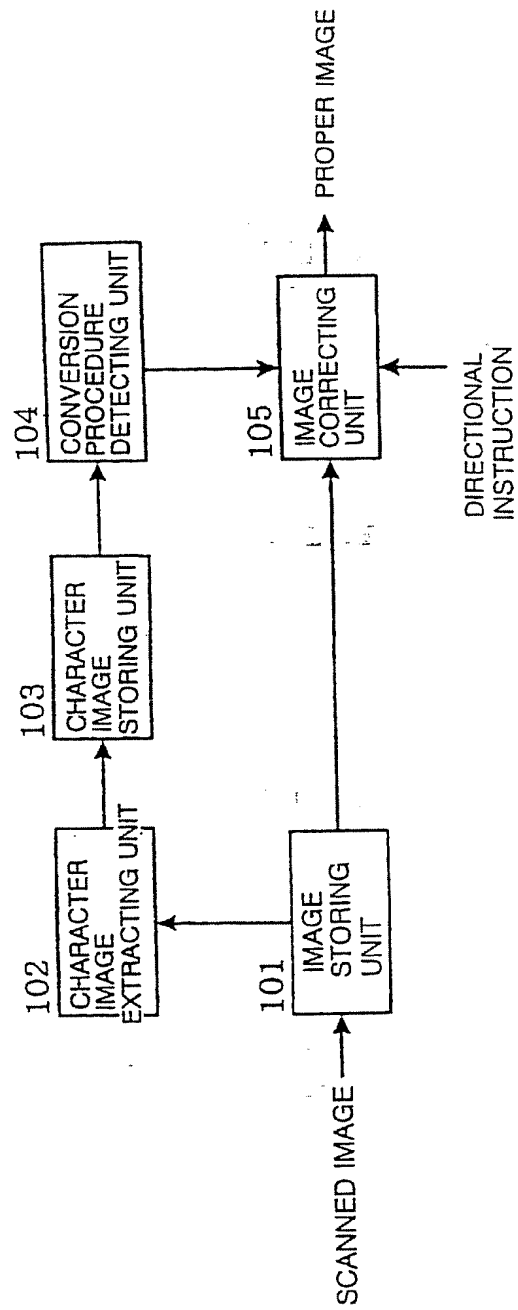 102
CHARACTER
IMAGE
EXTRACTING UNIT
103
CHARACTER
IMAGE
STORING UNIT
104
CONVERSION
PROCEDURE
DETECTING UNIT
SCANNED IMAGE
101
IMAGE
STORING
UNIT
105
IMAGE
CORRECTING
UNIT
PROPER IMAGE
DIRECTIONAL
INSTRUCTION